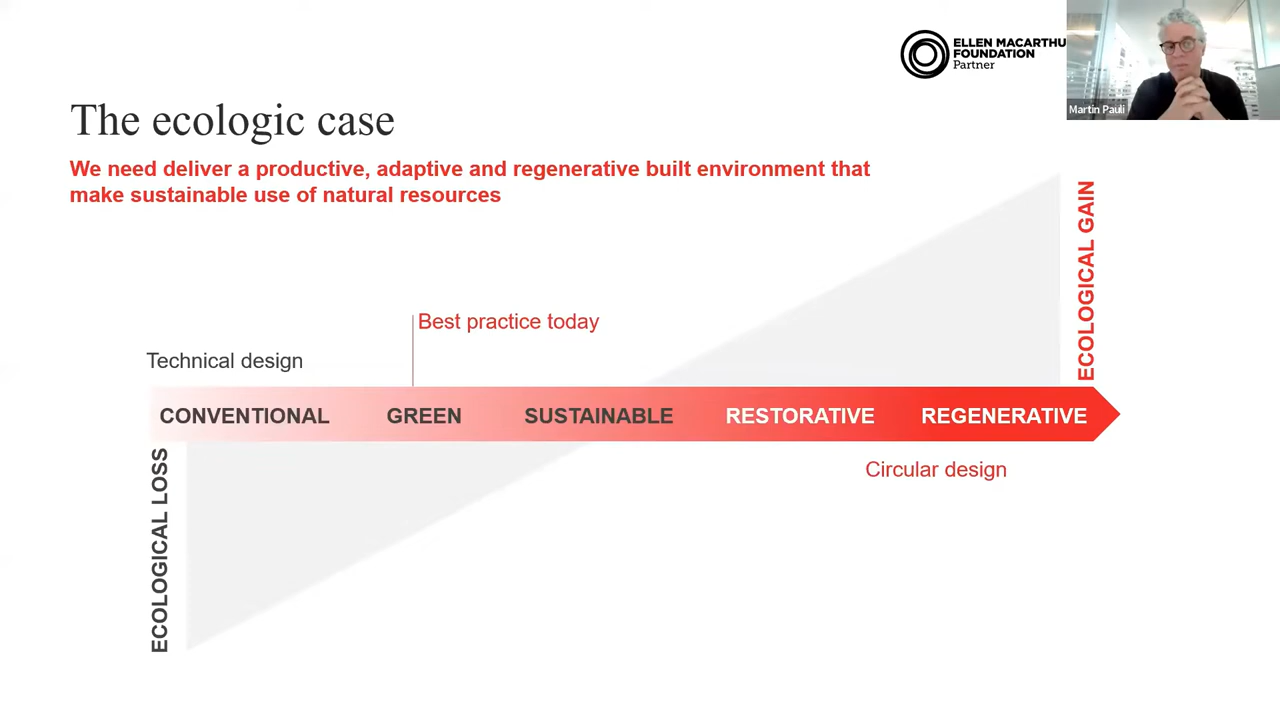 ELLEN MACARTHU
FOUNDATION
Partner
Martin Pauli
The ecologic case
We need deliver a productive, adaptive and regenerative built environment that
make sustainable use of natural resources
ECOLOGICAL GAIN
Best practice today
Technical design
CONVENTIONAL GREEN SUSTAINABLE RESTORATIVE REGENERATIVE
ECOLOGICAL LOSS
Circular design